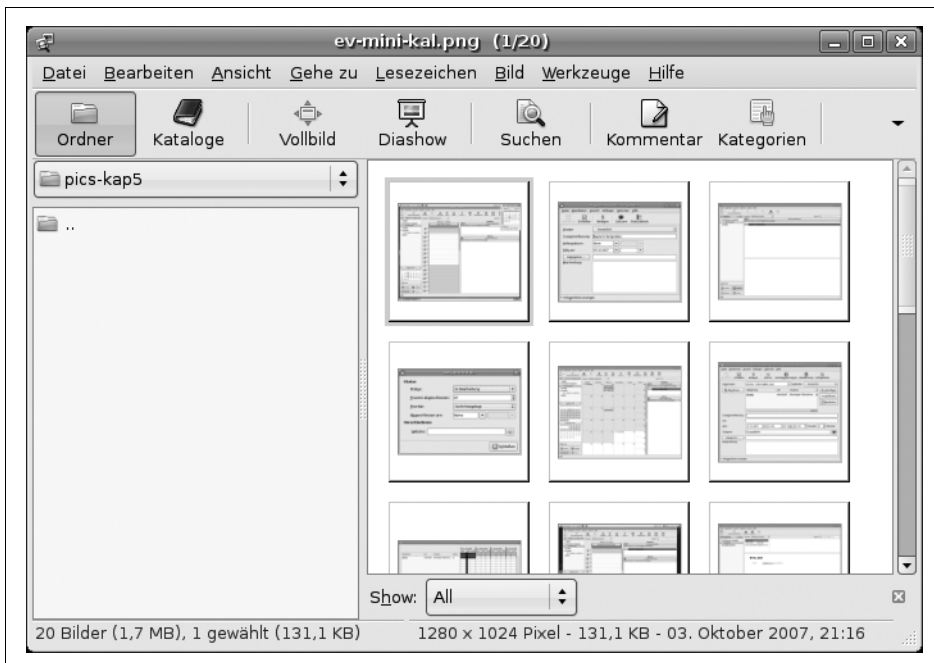 ev-mini-kal.png (1/20)
Datei Bearbeiten Ansicht Gehe zu Lesezeichen Bild Werkzeuge Hilfe
Ordner Kataloge Vollbild Diashow Suchen Kommentar Kategorien
pics-kap5
..
Show: All
20 Bilder (1,7 MB), 1 gewählt (131,1 KB) 1280 x 1024 Pixel - 131,1 KB - 03. Oktober 2007, 21:16